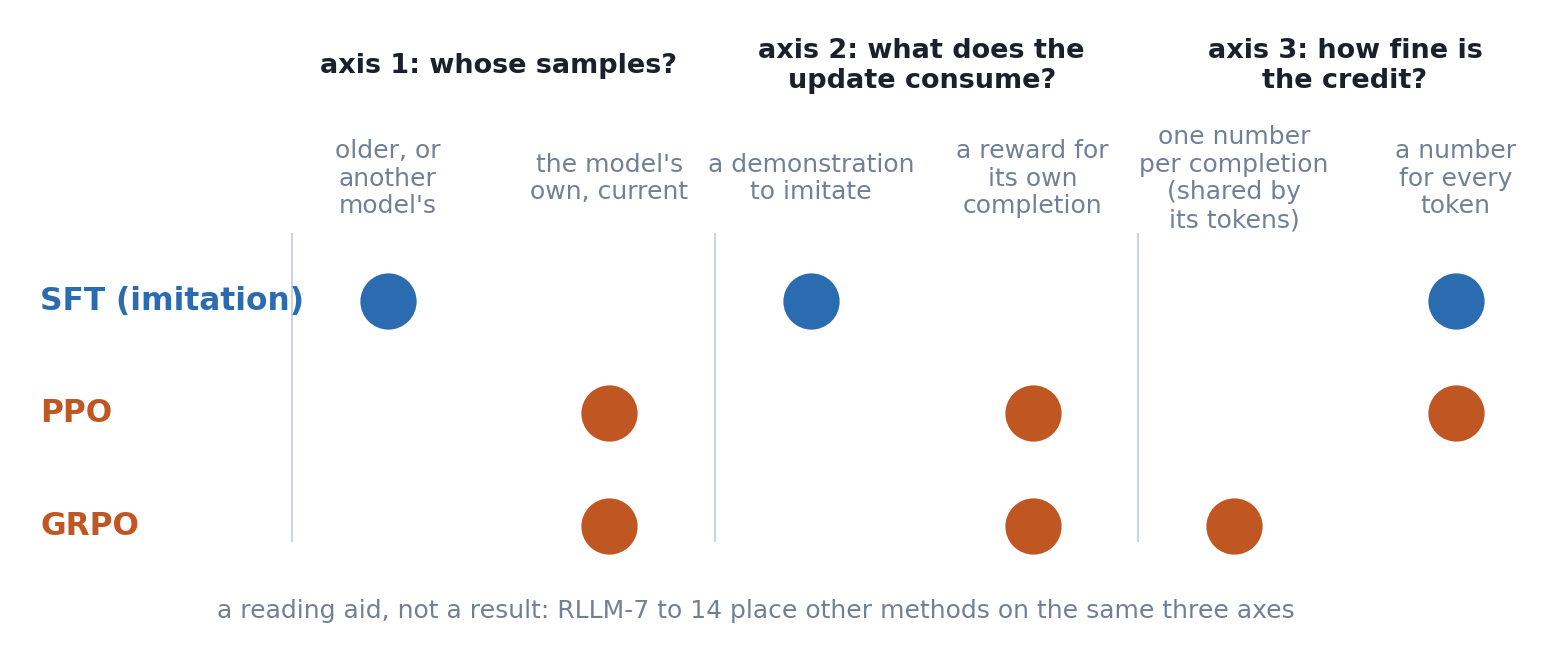 axis 1: whose samples?
axis 2: what does the
update consume?
axis 3: how fine is
the credit?
older, or
another
model's
the model's
own, current
a demonstration
to imitate
a reward for
its own
completion
one number
per completion
(shared by
its tokens)
a number
for every
token
SFT (imitation)
PPO
GRPO
a reading aid, not a result: RLLM-7 to 14 place other methods on the same three axes